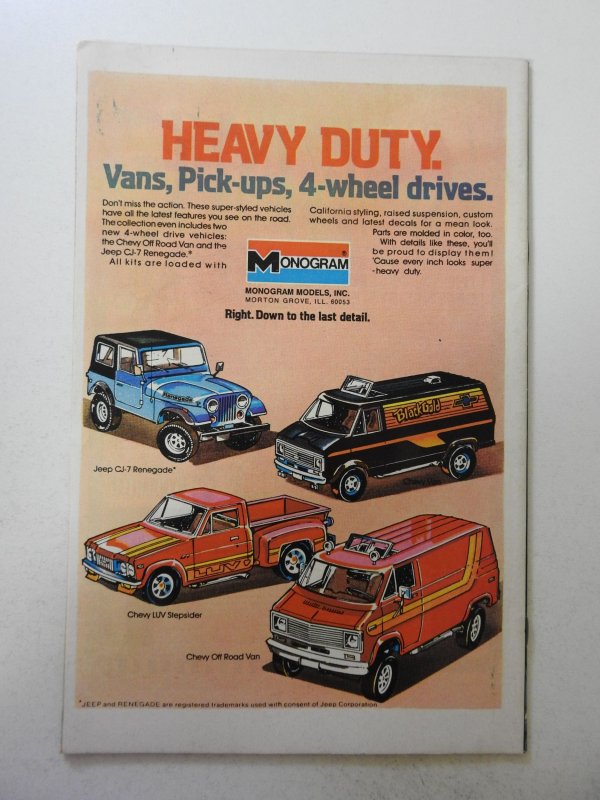 HEAVY DUTY.
Vans, Pick-ups, 4-wheel drives.
Don't miss the action. These super-styled vehicles
have all the latest features you see on the road.
The collection even includes two
new 4-wheel drive vehicles:
the Chevy Off Road Van and the
Jeep CJ-7 Renegade.*
All kits are loaded with
California styling, raised suspension, custom
wheels and latest decals for a mean look.
Parts are molded in color, too.
With details like these, you'll
be proud to display them!
'Cause every inch looks super
-heavy duty.
MONOGRAM®
MONOGRAM MODELS, INC.
MORTON GROVE, ILL. 60053
Right. Down to the last detail.
Renegade
Jeep CJ-7 Renegade*
Black Gold
Chevy
LUV
Chevy LUV Stepsider
Chevy Off Road Van
*JEEP and RENEGADE are registered trademarks used with consent of Jeep Corporation